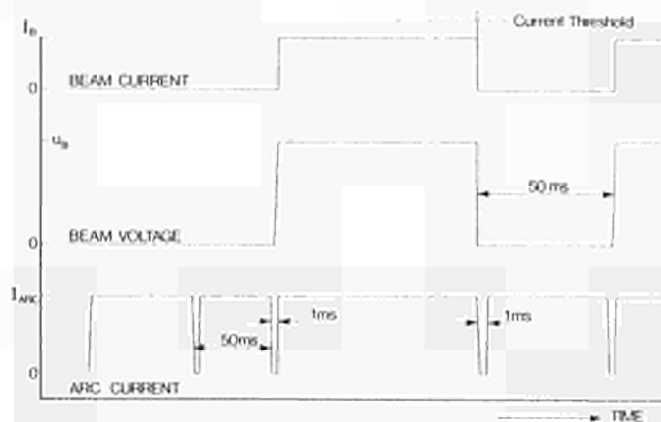 I_B
Current Threshold
BEAM CURRENT
0
u_B
50 ms
BEAM VOLTAGE
0
I_ARC
1ms
1ms
50ms
0
ARC CURRENT
TIME